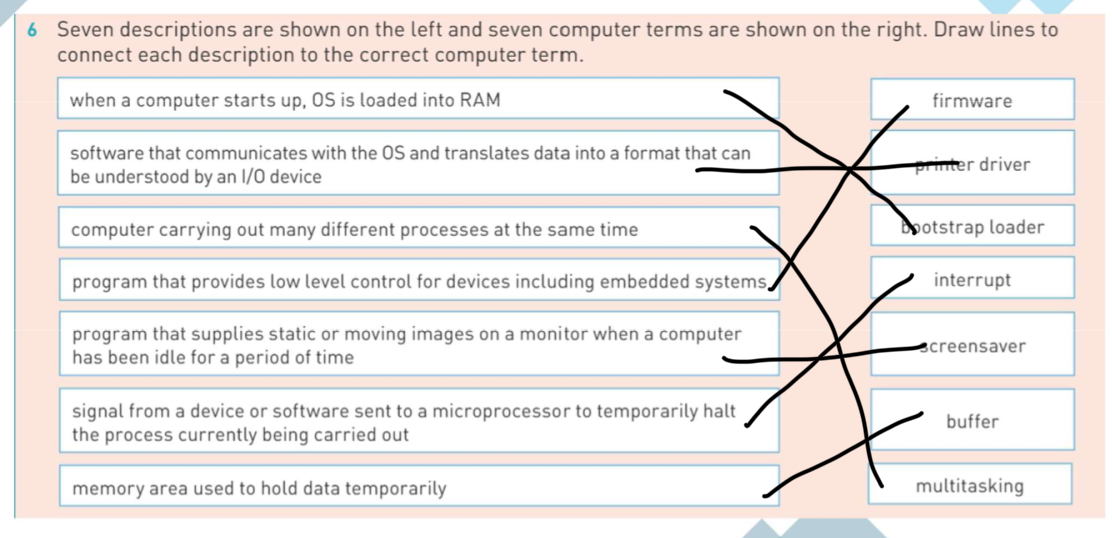 6 Seven descriptions are shown on the left and seven computer terms are shown on the right. Draw lines to
connect each description to the correct computer term.
when a computer starts up, OS is loaded into RAM
firmware
software that communicates with the OS and translates data into a format that can
be understood by an I/O device
printer driver
computer carrying out many different processes at the same time
bootstrap loader
program that provides low level control for devices including embedded systems
interrupt
program that supplies static or moving images on a monitor when a computer
has been idle for a period of time
screensaver
signal from a device or software sent to a microprocessor to temporarily halt
the process currently being carried out
buffer
memory area used to hold data temporarily
multitasking